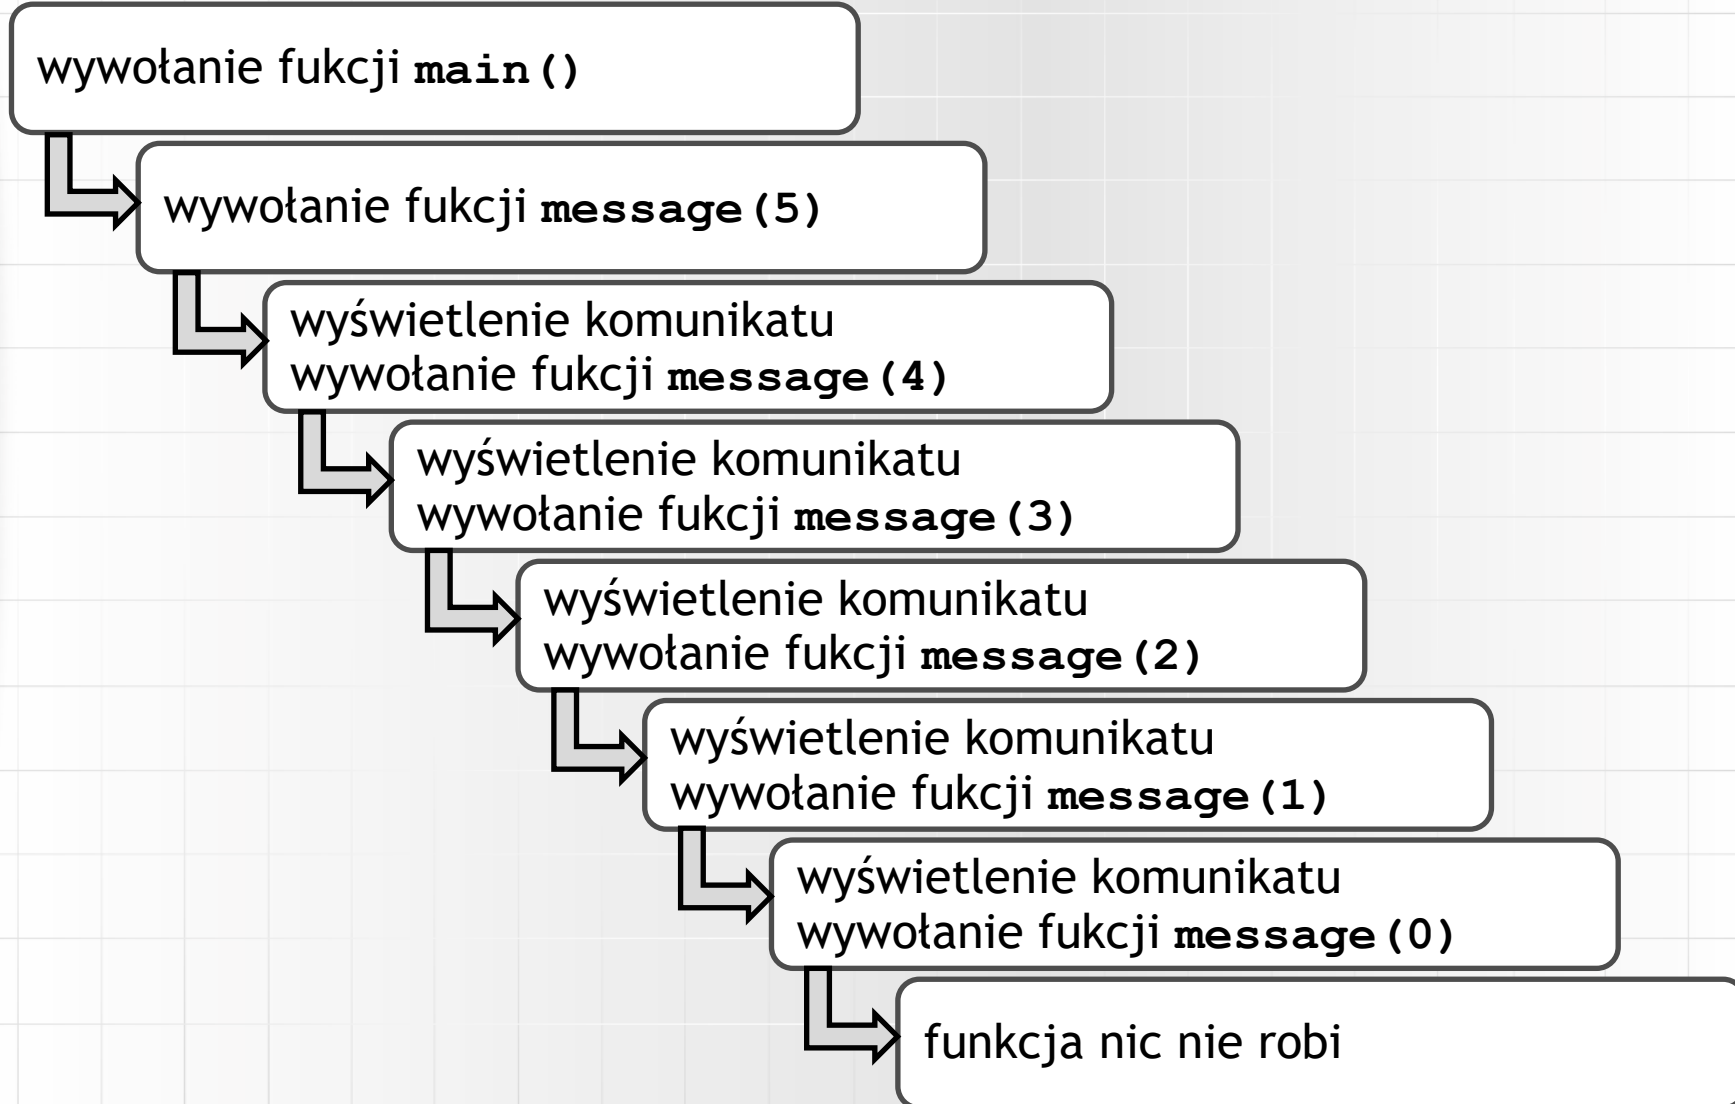 wywołanie fukcji main()
wywołanie fukcji message(5)
wyświetlenie komunikatu
wywołanie fukcji message(4)
wyświetlenie komunikatu
wywołanie fukcji message(3)
wyświetlenie komunikatu
wywołanie fukcji message(2)
wyświetlenie komunikatu
wywołanie fukcji message(1)
wyświetlenie komunikatu
wywołanie fukcji message(0)
funkcja nic nie robi